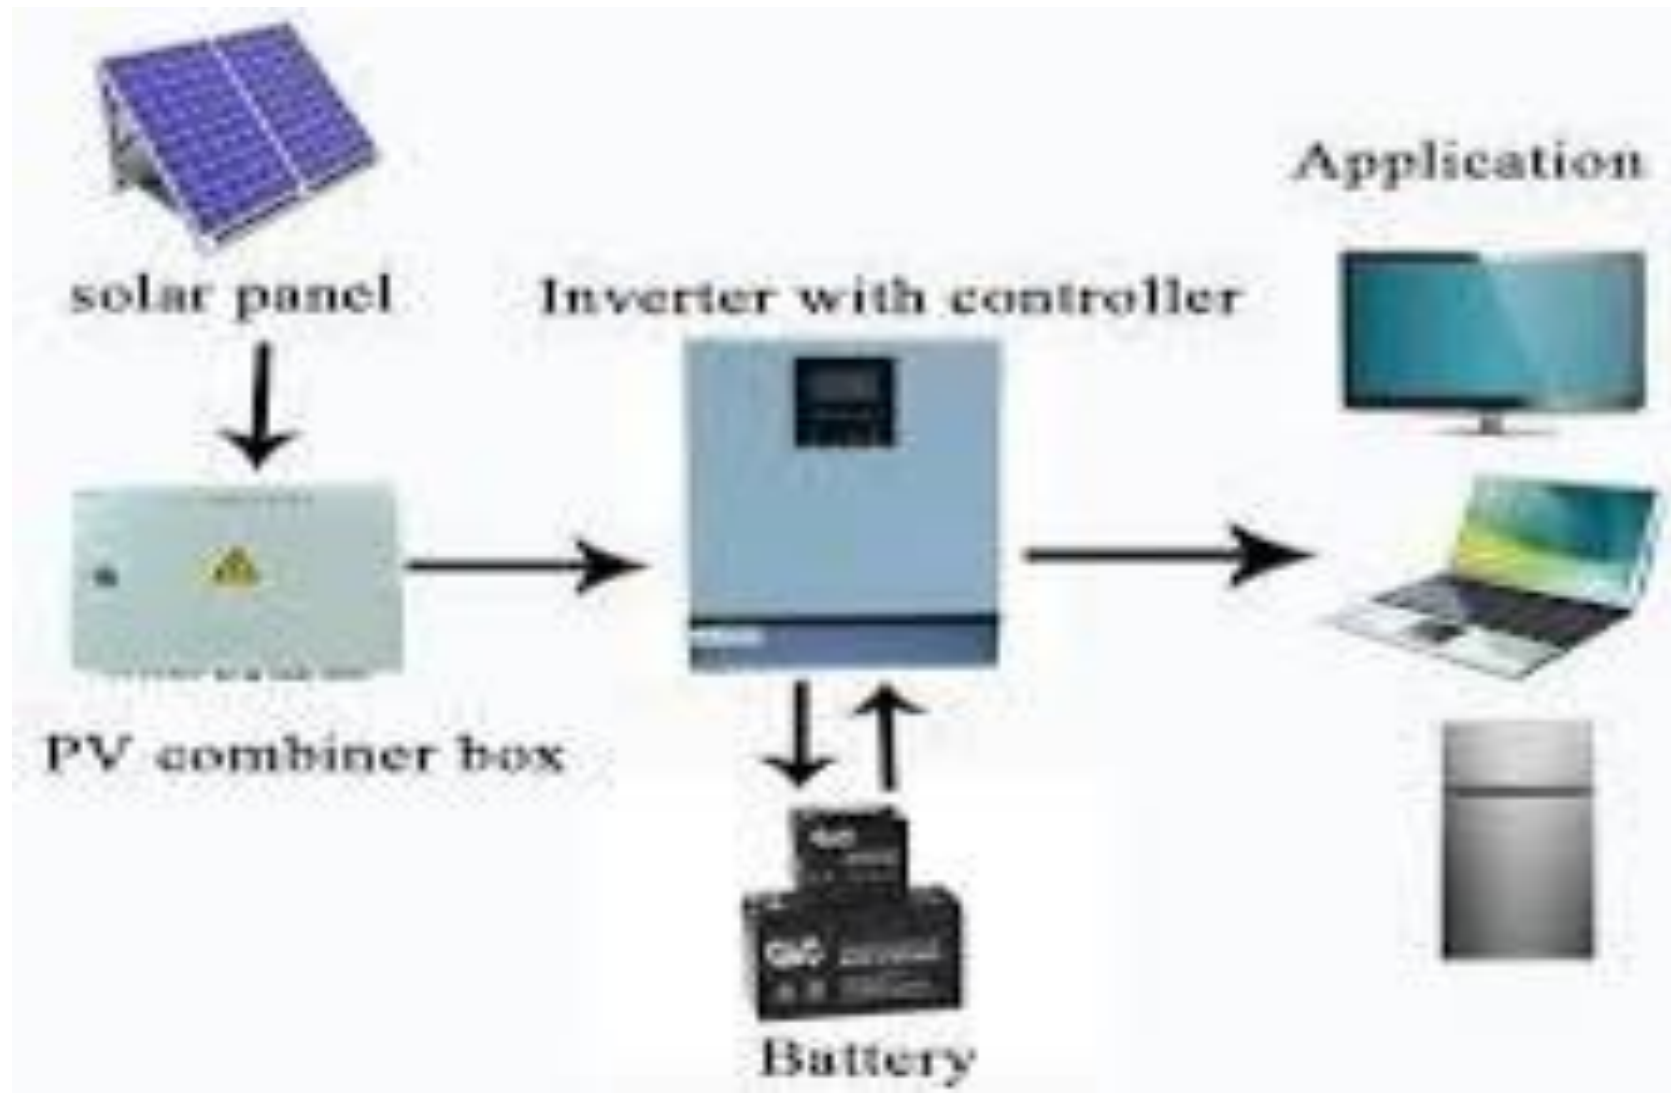 Application
solar panel
Inverter with controller
PV combiner box
Battery